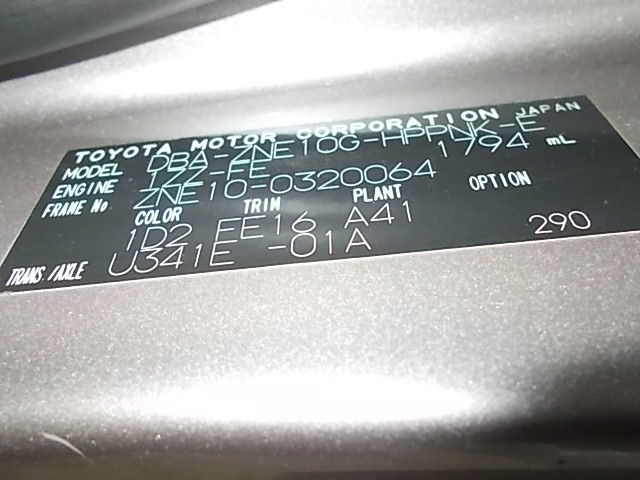 TOYOTA MOTOR CORPORATION JAPAN
MODEL DBA-ZNE10G-HPPNK-E
ENGINE 1ZZ-FE 1794 mL
FRAME No ZNE10-0320064
COLOR TRIM PLANT OPTION
1D2 FE16 A41
TRANS./AXLE U341E -01A 290